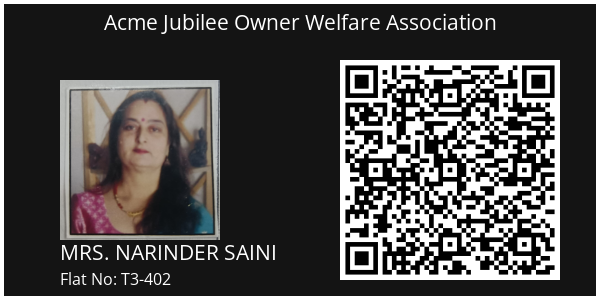 Acme Jubilee Owner Welfare Association
MRS. NARINDER SAINI
Flat No: T3-402